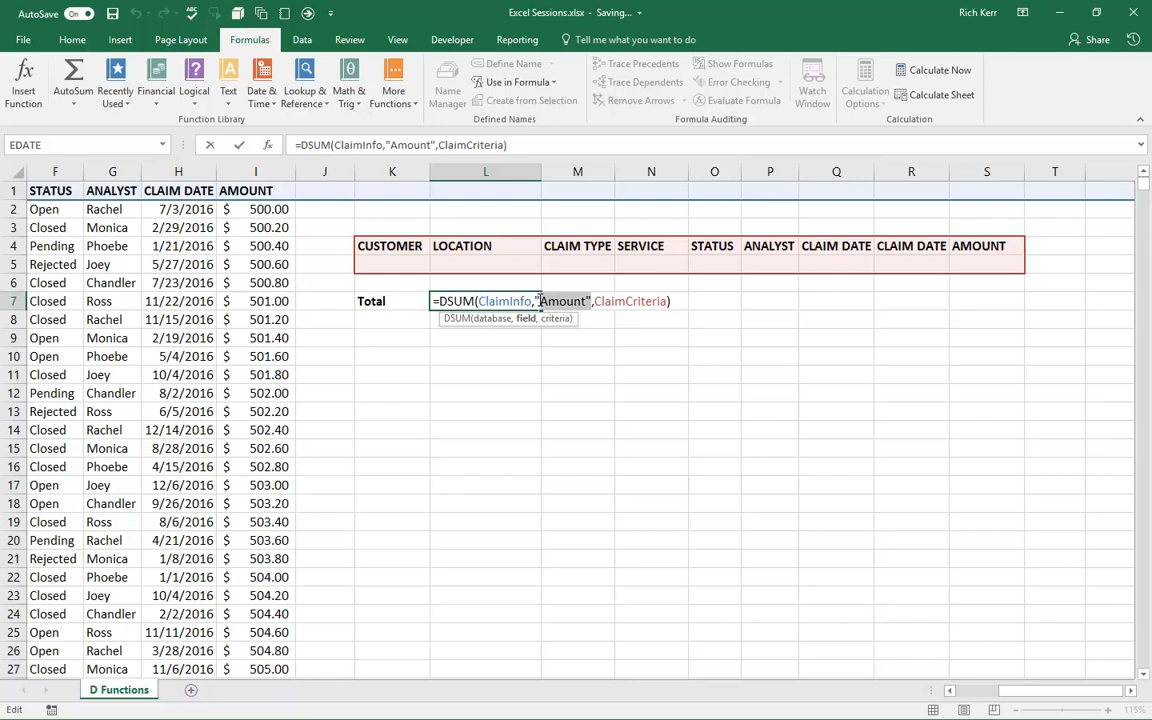 AutoSave On Excel Sessions.xlsx - Saving... Rich Kerr
File Home Insert Page Layout Formulas Data Review View Developer Reporting Tell me what you want to do Share
Insert Function AutoSum Recently Used Financial Logical Text Date & Time Lookup & Reference Math & Trig More Functions Name Manager Define Name Use in Formula Create from Selection Trace Precedents Trace Dependents Remove Arrows Show Formulas Error Checking Evaluate Formula Watch Window Calculation Options Calculate Now Calculate Sheet
Function Library Defined Names Formula Auditing Calculation
EDATE fx =DSUM(ClaimInfo,"Amount",ClaimCriteria)
F G H I J K L M N O P Q R S T
1 STATUS ANALYST CLAIM DATE AMOUNT
2 Open Rachel 7/3/2016 $ 500.00
3 Closed Monica 2/29/2016 $ 500.20
4 Pending Phoebe 1/21/2016 $ 500.40 CUSTOMER LOCATION CLAIM TYPE SERVICE STATUS ANALYST CLAIM DATE CLAIM DATE AMOUNT
5 Rejected Joey 5/27/2016 $ 500.60
6 Closed Chandler 7/23/2016 $ 500.80
7 Closed Ross 11/22/2016 $ 501.00 Total =DSUM(ClaimInfo,"Amount",ClaimCriteria)
8 Closed Rachel 11/15/2016 $ 501.20 DSUM(database, field, criteria)
9 Open Monica 2/19/2016 $ 501.40
10 Open Phoebe 5/4/2016 $ 501.60
11 Closed Joey 10/4/2016 $ 501.80
12 Pending Chandler 8/2/2016 $ 502.00
13 Rejected Ross 6/5/2016 $ 502.20
14 Closed Rachel 12/14/2016 $ 502.40
15 Closed Monica 8/28/2016 $ 502.60
16 Closed Phoebe 4/15/2016 $ 502.80
17 Open Joey 12/6/2016 $ 503.00
18 Open Chandler 9/26/2016 $ 503.20
19 Closed Ross 8/6/2016 $ 503.40
20 Pending Rachel 4/21/2016 $ 503.60
21 Rejected Monica 1/8/2016 $ 503.80
22 Closed Phoebe 1/1/2016 $ 504.00
23 Closed Joey 10/4/2016 $ 504.20
24 Closed Chandler 2/2/2016 $ 504.40
25 Open Ross 11/11/2016 $ 504.60
26 Open Rachel 3/28/2016 $ 504.80
27 Closed Monica 11/6/2016 $ 505.00
D Functions
Edit 115%